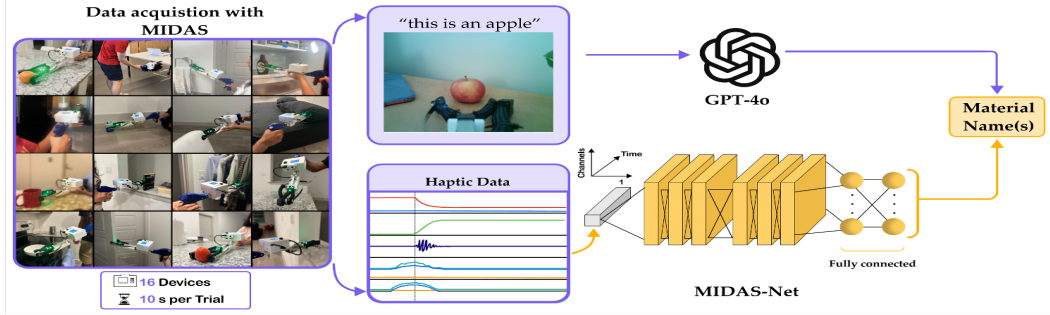 Data acquistion with
MIDAS
16 Devices
10 s per Trial
“this is an apple”
GPT-4o
Material
Name(s)
Haptic Data
Channels
Time
1
Fully connected
MIDAS-Net